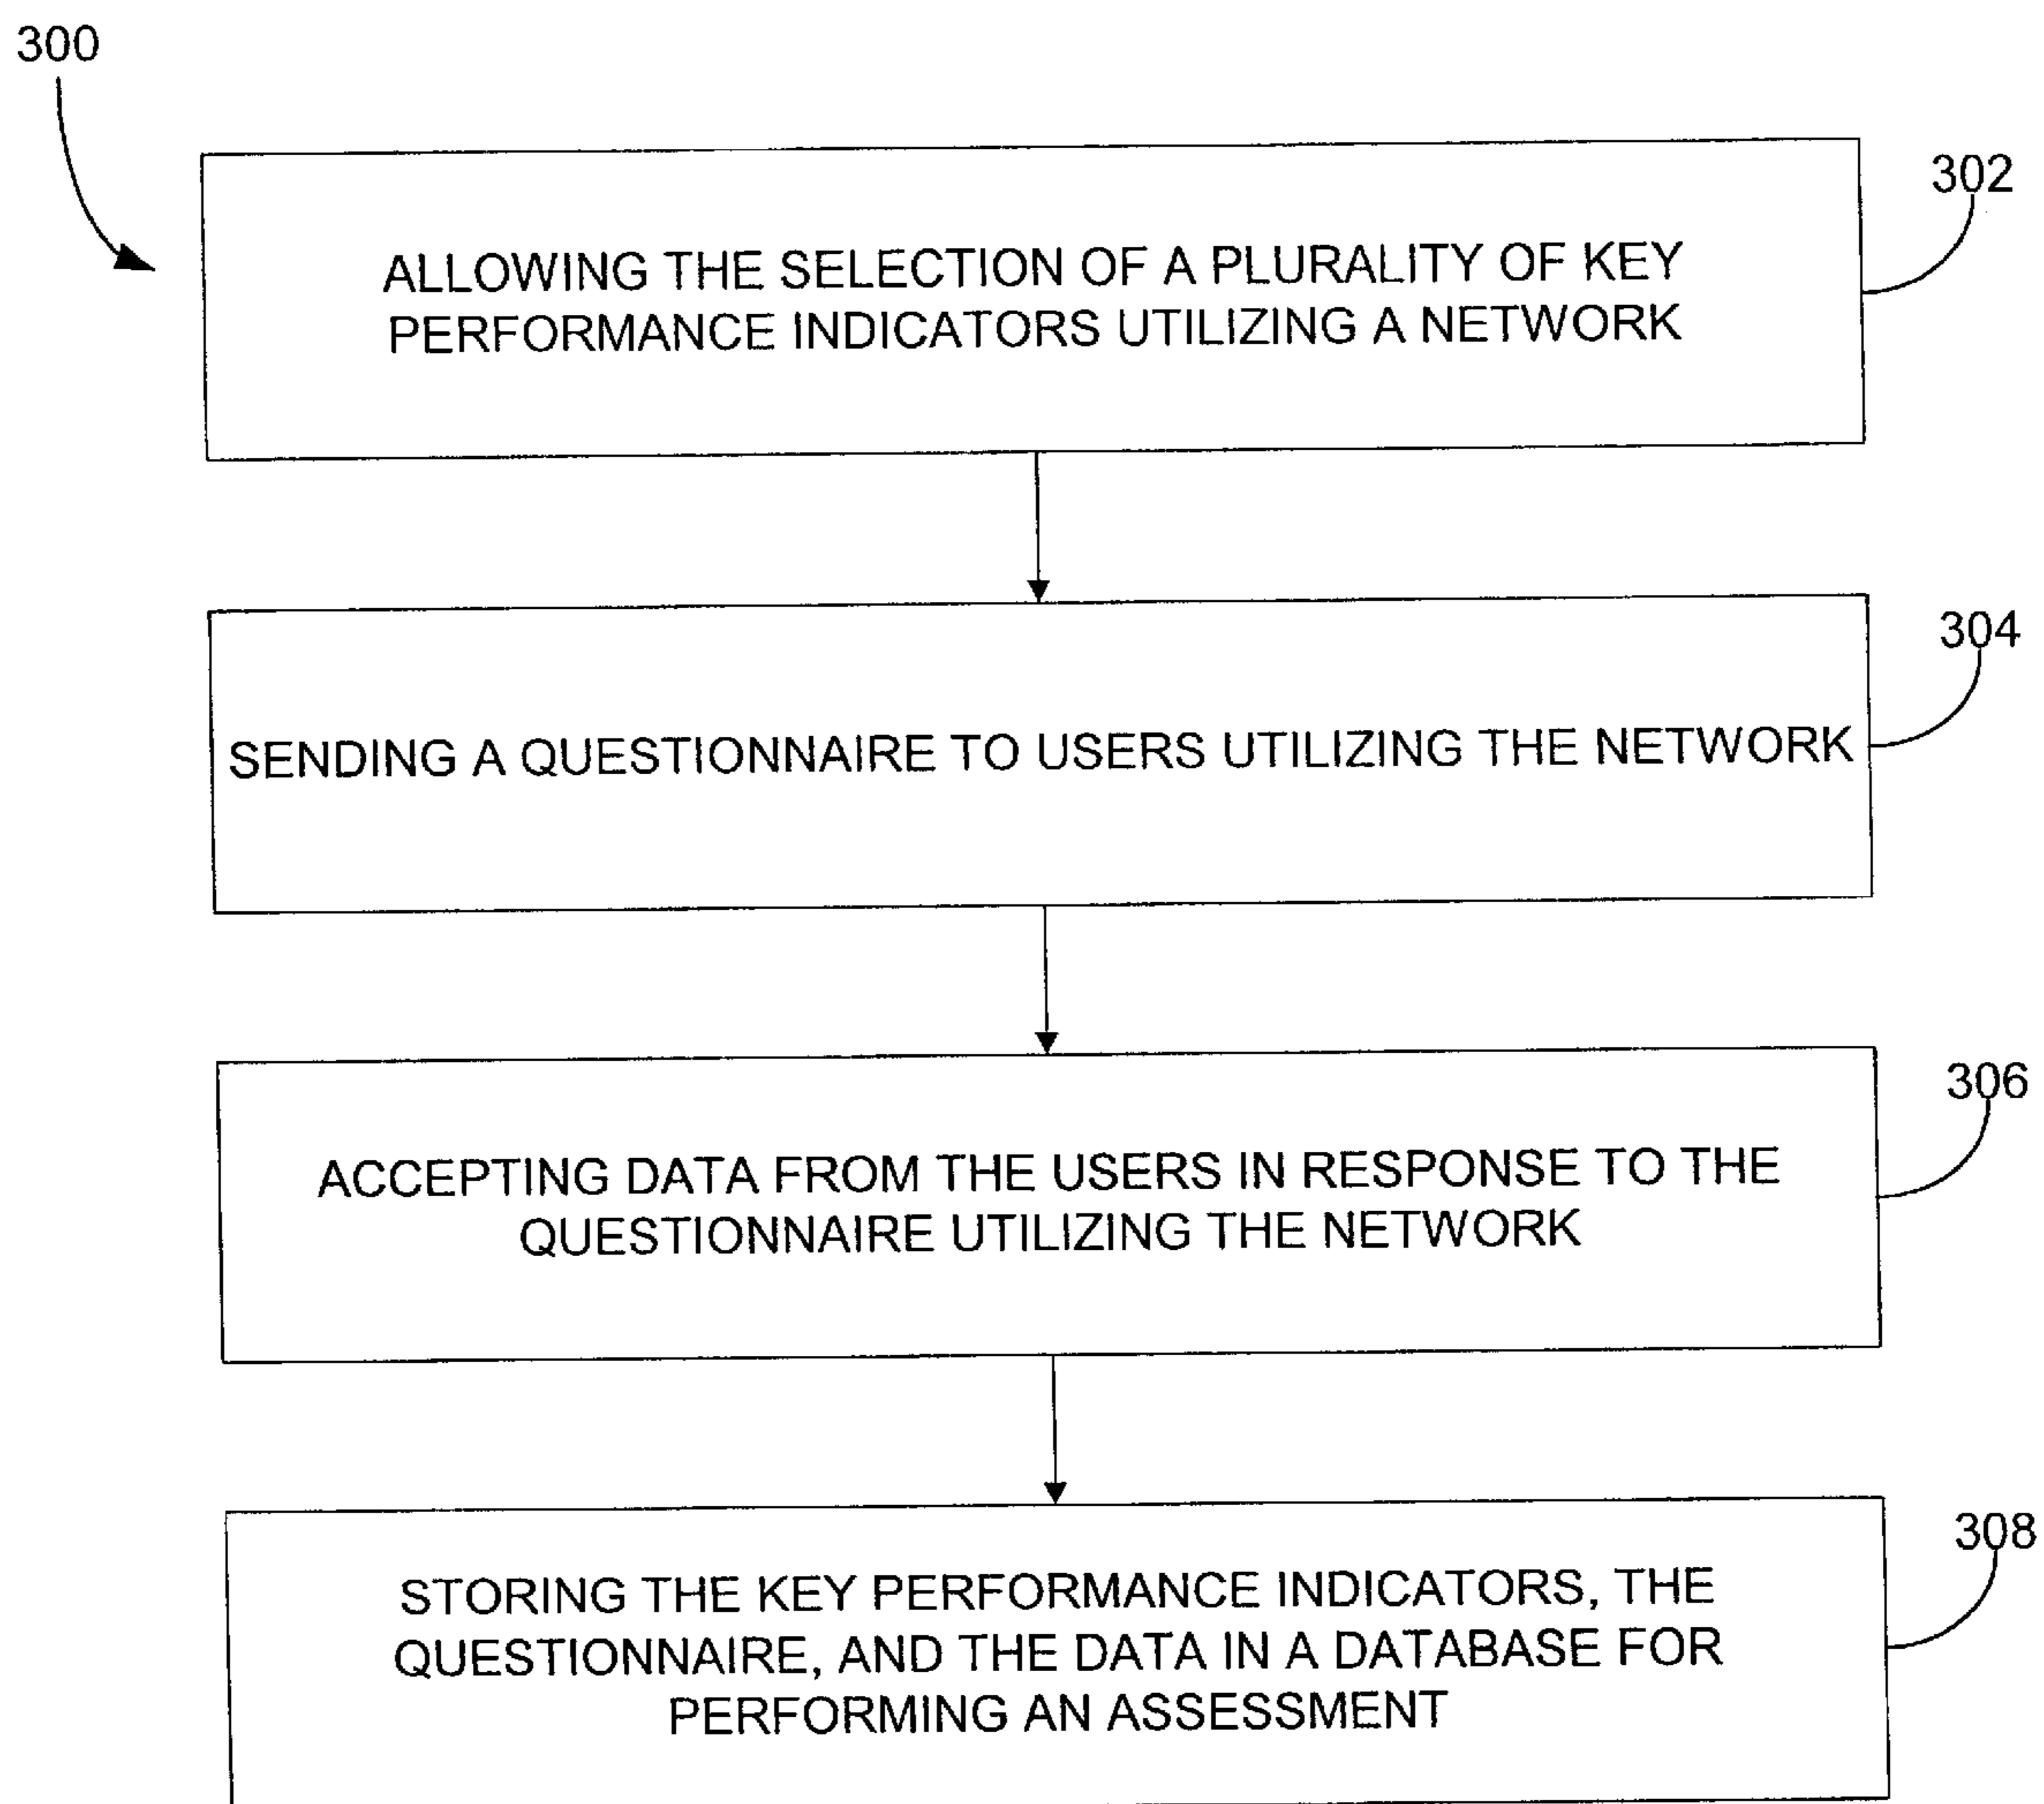 300
302
ALLOWING THE SELECTION OF A PLURALITY OF KEY
PERFORMANCE INDICATORS UTILIZING A NETWORK
304
SENDING A QUESTIONNAIRE TO USERS UTILIZING THE NETWORK
306
ACCEPTING DATA FROM THE USERS IN RESPONSE TO THE
QUESTIONNAIRE UTILIZING THE NETWORK
308
STORING THE KEY PERFORMANCE INDICATORS, THE
QUESTIONNAIRE, AND THE DATA IN A DATABASE FOR
PERFORMING AN ASSESSMENT